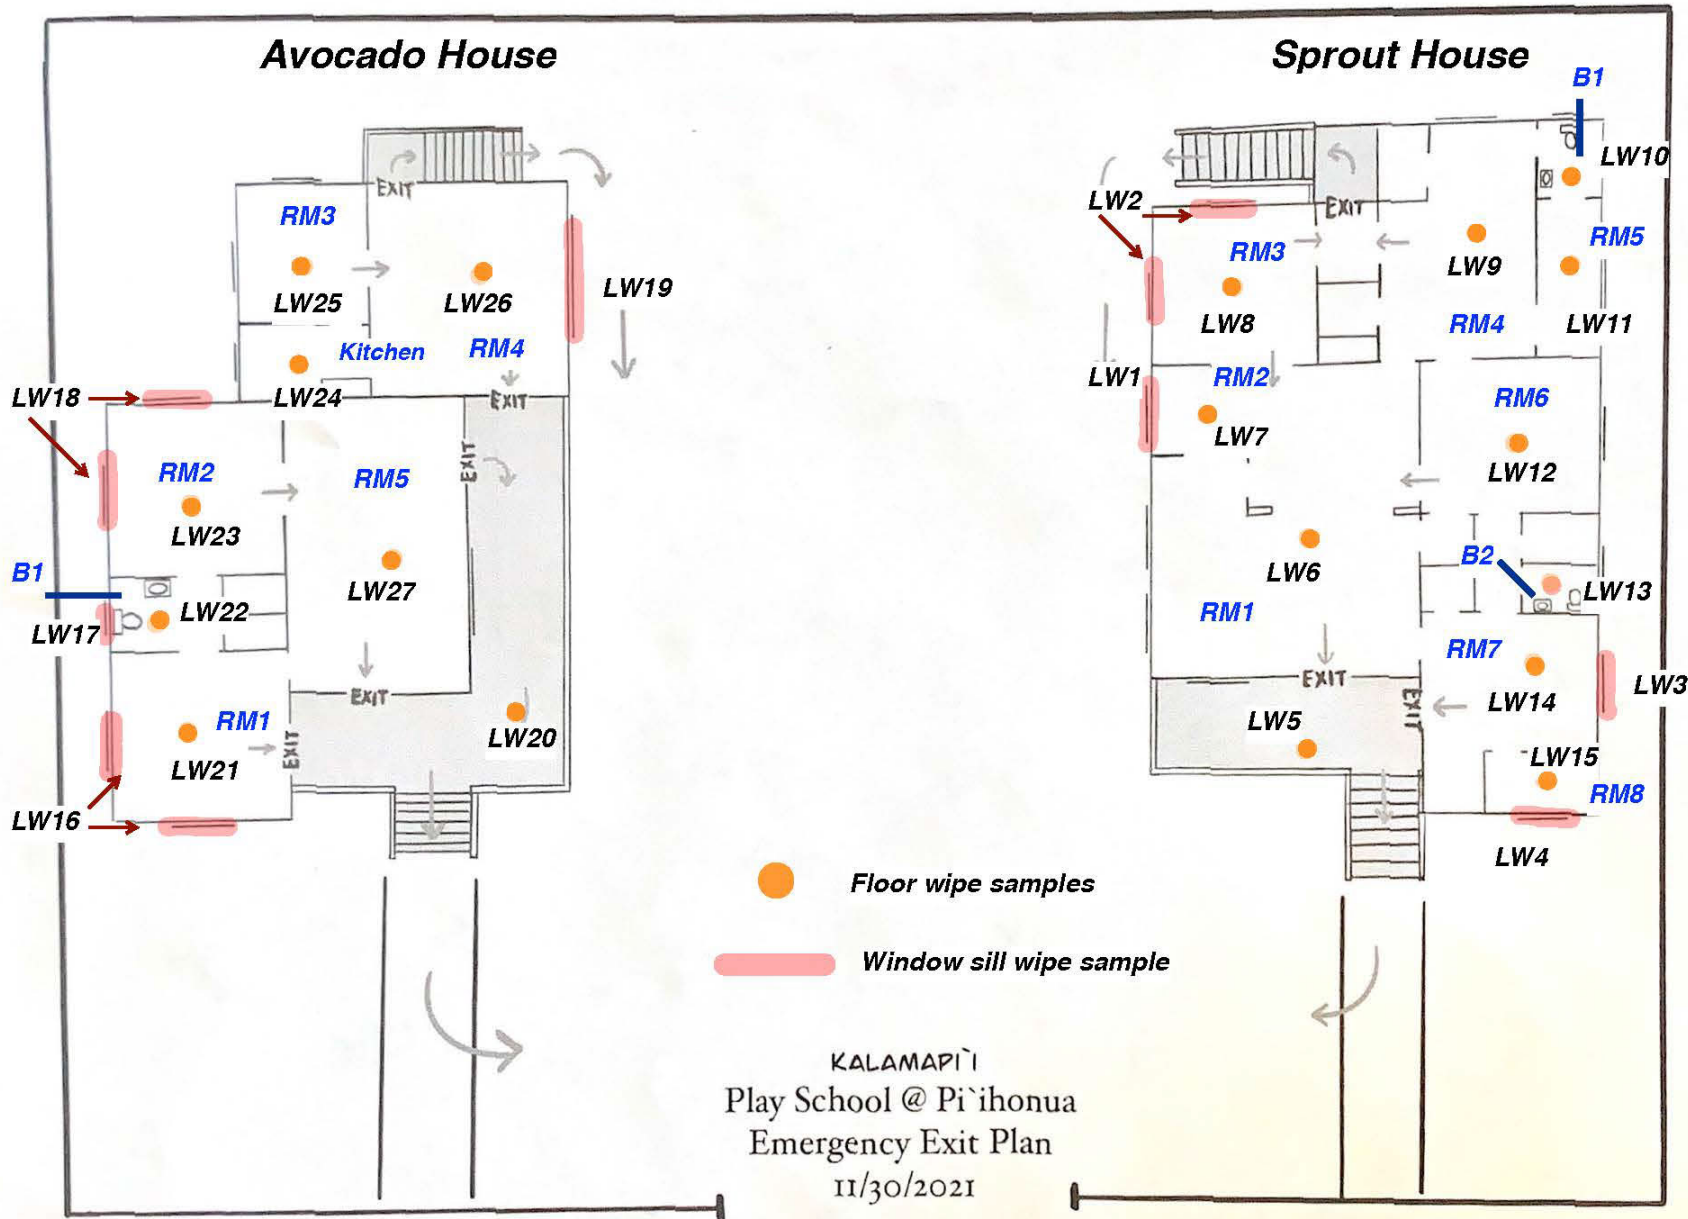 Avocado House
Sprout House
B1
LW10
EXIT
RM3
LW25
LW26
LW19
Kitchen
RM4
LW24
EXIT
LW18
RM2
LW23
EXIT
RM5
LW27
B1
LW22
LW17
EXIT
RM1
LW21
EXIT
LW20
LW16
LW2
EXIT
RM3
LW8
LW9
RM5
LW11
RM4
LW1
RM2
LW7
RM6
LW12
LW6
B2
LW13
RM1
RM7
LW14
LW3
EXIT
EXIT
LW5
LW15
RM8
LW4
Floor wipe samples
Window sill wipe sample
KALAMAPI`I
Play School @ Pi`ihonua
Emergency Exit Plan
11/30/2021